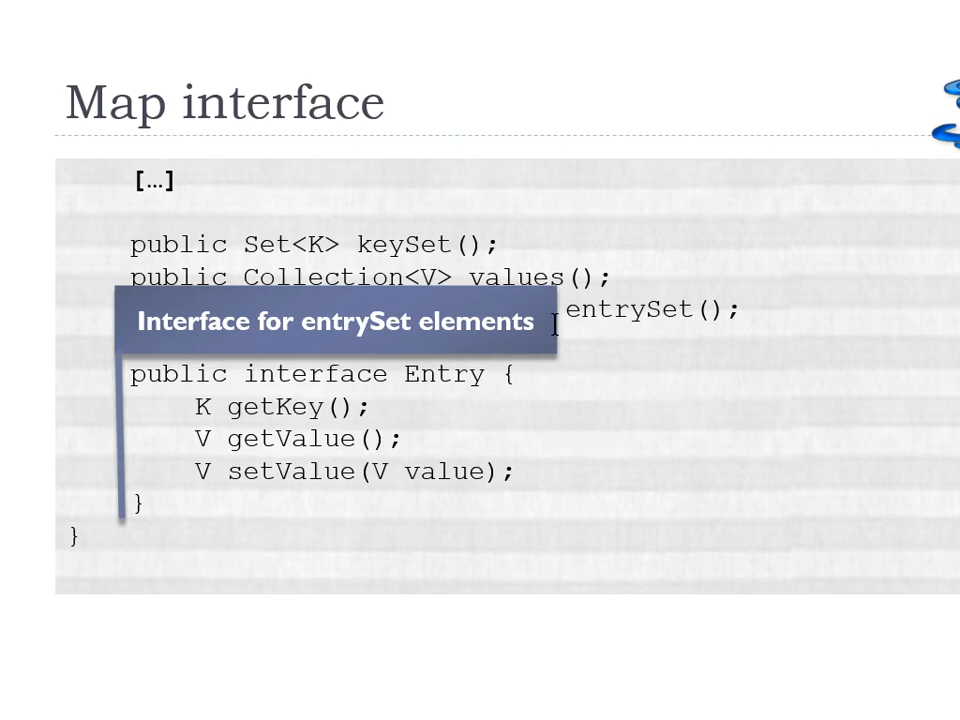 Map interface
[…]
public Set<K> keySet();
public Collection<V> values();
Interface for entrySet elements
entrySet();
public interface Entry {
K getKey();
V getValue();
V setValue(V value);
}
}